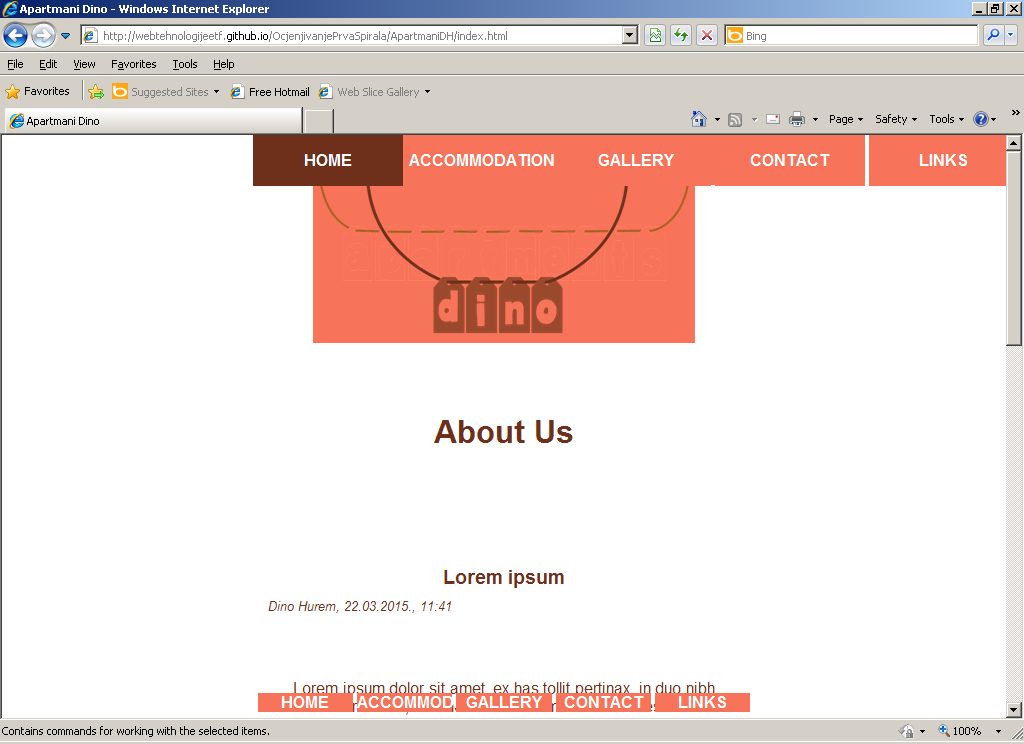 Apartmani Dino - Windows Internet Explorer
http://webtehnologijeetf.github.io/OcjenjivanjePrvaSpirala/ApartmaniDH/index.html
Bing
File Edit View Favorites Tools Help
Favorites Suggested Sites Free Hotmail Web Slice Gallery
Apartmani Dino
Page Safety Tools
HOME ACCOMMODATION GALLERY CONTACT LINKS
apartments
dino
About Us
Lorem ipsum
Dino Hurem, 22.03.2015., 11:41
Lorem ipsum dolor sit amet, ex has tollit pertinax, in duo nibh
HOME ACCOMMOD GALLERY CONTACT LINKS
Contains commands for working with the selected items.
100%